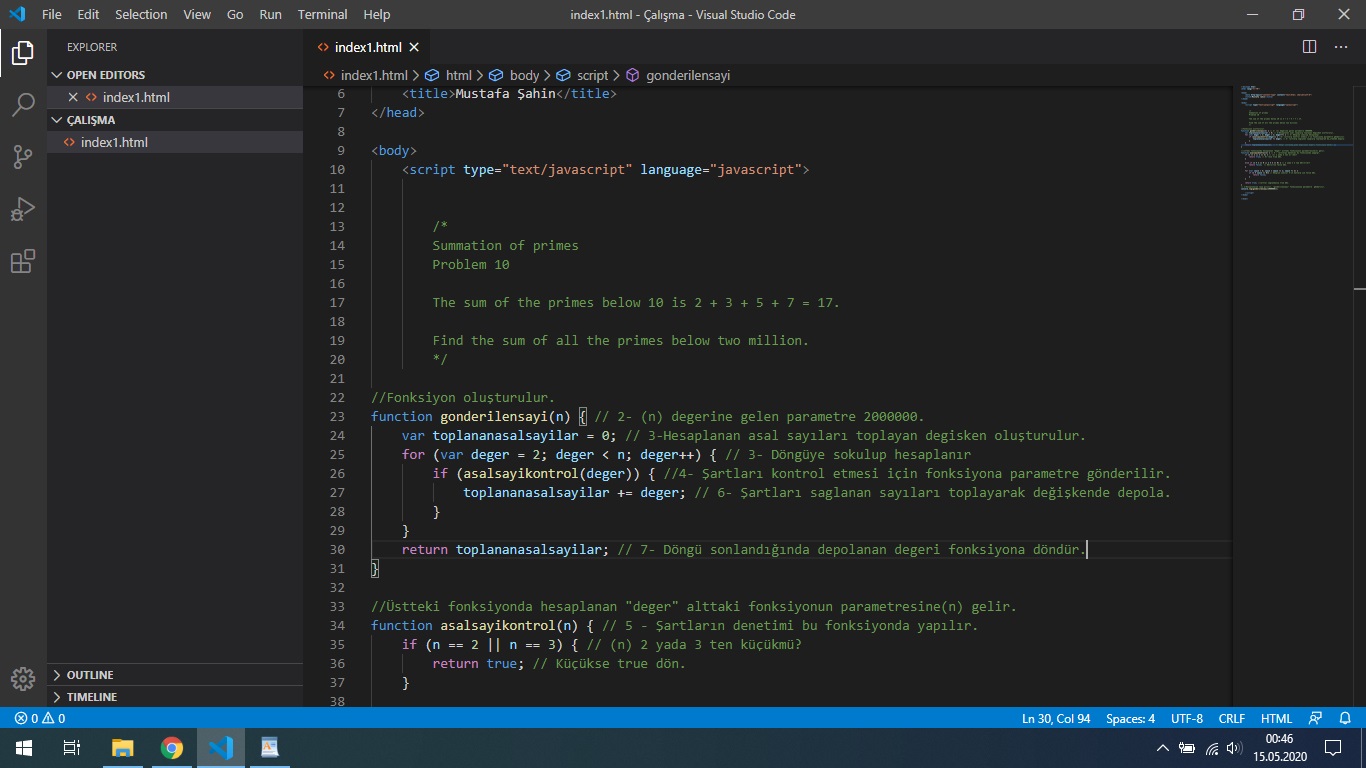 File Edit Selection View Go Run Terminal Help index1.html - Çalışma - Visual Studio Code
EXPLORER
OPEN EDITORS
index1.html
ÇALIŞMA
index1.html
OUTLINE
TIMELINE
index1.html
index1.html > html > body > script > gonderilensayi
6 <title>Mustafa Şahin</title>
7 </head>
8
9 <body>
10 <script type="text/javascript" language="javascript">
11
12
13 /*
14 Summation of primes
15 Problem 10
16
17 The sum of the primes below 10 is 2 + 3 + 5 + 7 = 17.
18
19 Find the sum of all the primes below two million.
20 */
21
22 //Fonksiyon oluşturulur.
23 function gonderilensayi(n) { // 2- (n) degerine gelen parametre 2000000.
24 var toplananasalsayilar = 0; // 3-Hesaplanan asal sayıları toplayan degisken oluşturulur.
25 for (var deger = 2; deger < n; deger++) { // 3- Döngüye sokulup hesaplanır
26 if (asalsayikontrol(deger)) { //4- Şartları kontrol etmesi için fonksiyona parametre gönderilir.
27 toplananasalsayilar += deger; // 6- Şartları saglanan sayıları toplayarak değişkende depola.
28 }
29 }
30 return toplananasalsayilar; // 7- Döngü sonlandığında depolanan degeri fonksiyona döndür.
31 }
32
33 //Üstteki fonksiyonda hesaplanan "deger" alttaki fonksiyonun parametresine(n) gelir.
34 function asalsayikontrol(n) { // 5 - Şartların denetimi bu fonksiyonda yapılır.
35 if (n == 2 || n == 3) { // (n) 2 yada 3 ten küçükmü?
36 return true; // Küçükse true dön.
37 }
38
0 0 Ln 30, Col 94 Spaces: 4 UTF-8 CRLF HTML
00:46
15.05.2020